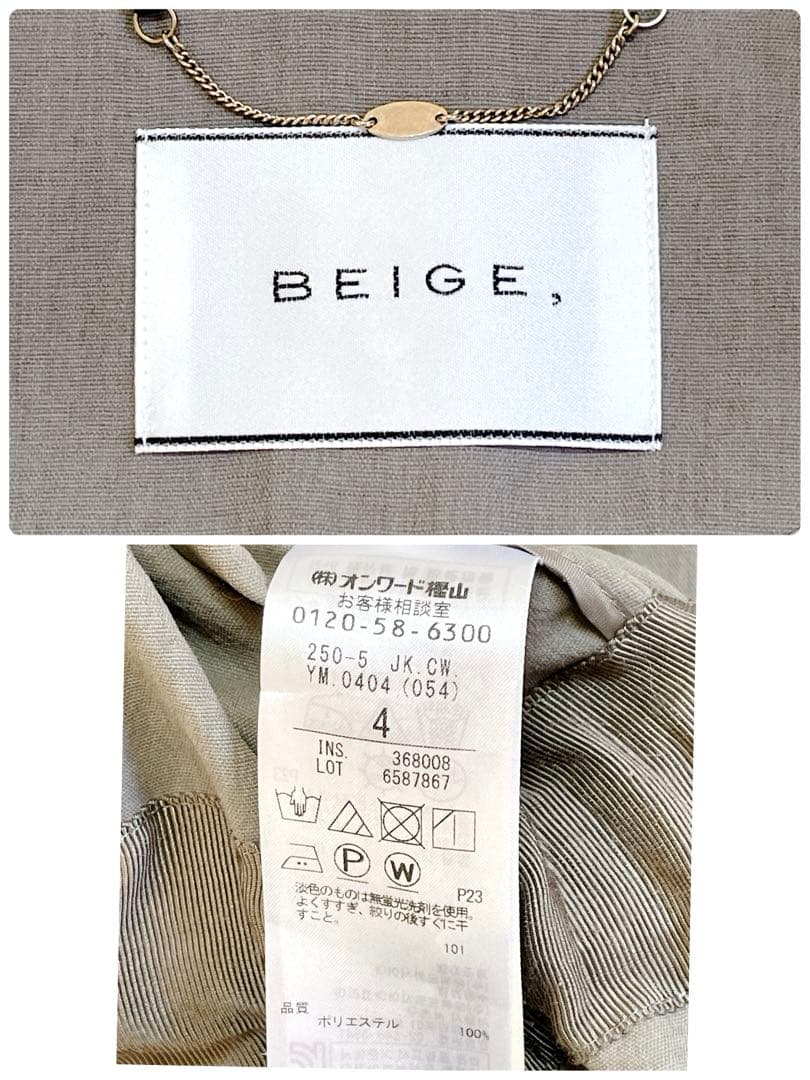 BEIGE,
㈱オンワード樫山
お客様相談室
0120-58-6300
250-5 JK.CW.
YM.0404(054)
4
INS. 368008
LOT 6587867
P W
P23
淡色のものは無蛍光洗剤を使用。
よくすすぎ、絞りの後すぐに干
すこと。
101
品質
ポリエステル 100%